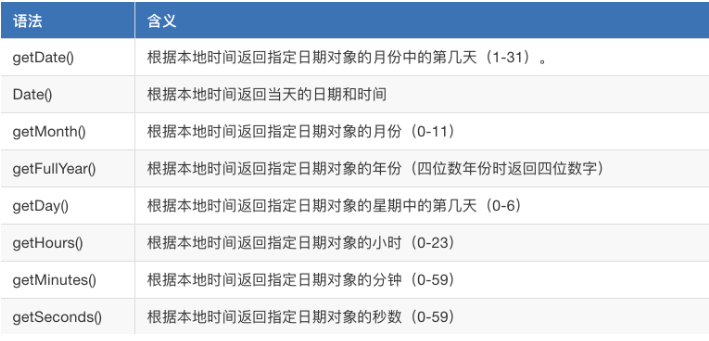 语法 含义
getDate() 根据本地时间返回指定日期对象的月份中的第几天（1-31）。
Date() 根据本地时间返回当天的日期和时间
getMonth() 根据本地时间返回指定日期对象的月份（0-11）
getFullYear() 根据本地时间返回指定日期对象的年份（四位数年份时返回四位数字）
getDay() 根据本地时间返回指定日期对象的星期中的第几天（0-6）
getHours() 根据本地时间返回指定日期对象的小时（0-23）
getMinutes() 根据本地时间返回指定日期对象的分钟（0-59）
getSeconds() 根据本地时间返回指定日期对象的秒数（0-59）